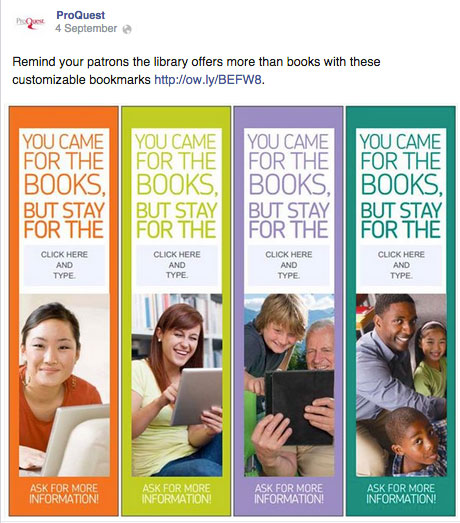 ProQuest
ProQuest
4 September
Remind your patrons the library offers more than books with these
customizable bookmarks http://ow.ly/BEFW8.
YOU CAME
FOR THE
BOOKS,
BUT STAY
FOR THE
CLICK HERE
AND
TYPE.
ASK FOR MORE
INFORMATION!
YOU CAME
FOR THE
BOOKS,
BUT STAY
FOR THE
CLICK HERE
AND
TYPE.
ASK FOR MORE
INFORMATION!
YOU CAME
FOR THE
BOOKS,
BUT STAY
FOR THE
CLICK HERE
AND
TYPE.
ASK FOR MORE
INFORMATION!
YOU CAME
FOR THE
BOOKS,
BUT STAY
FOR THE
CLICK HERE
AND
TYPE.
ASK FOR MORE
INFORMATION!